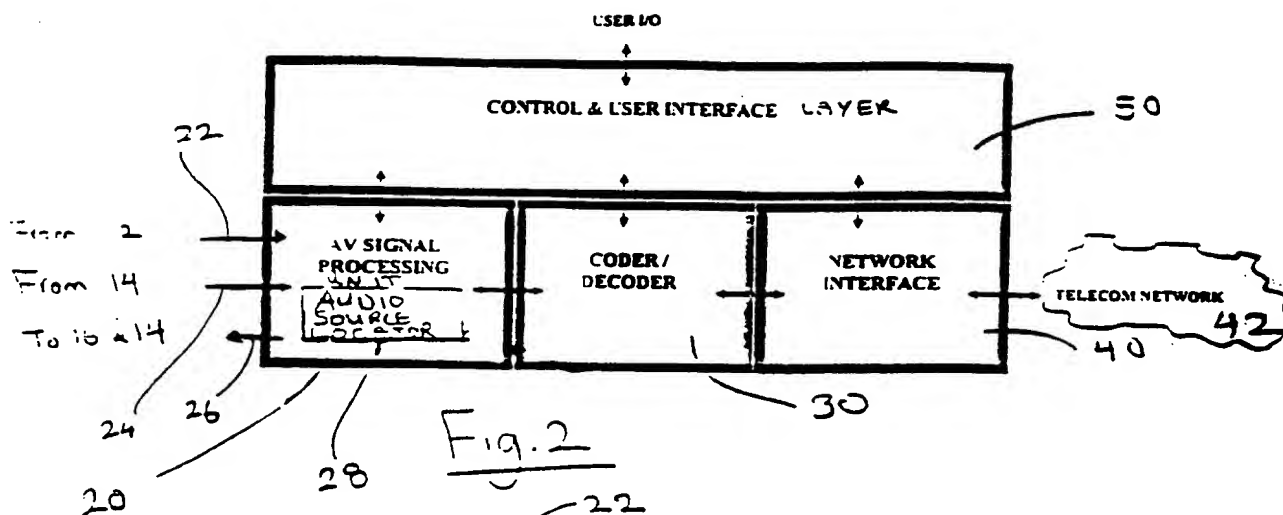 USER I/O
CONTROL & USER INTERFACE LAYER
50
22
From 2
From 14
To 16 & 14
AV SIGNAL
PROCESSING
UNIT
AUDIO
SOURCE
LOCATOR
CODER /
DECODER
NETWORK
INTERFACE
TELECOM NETWORK
42
40
30
24
26
20
28
Fig. 2
22